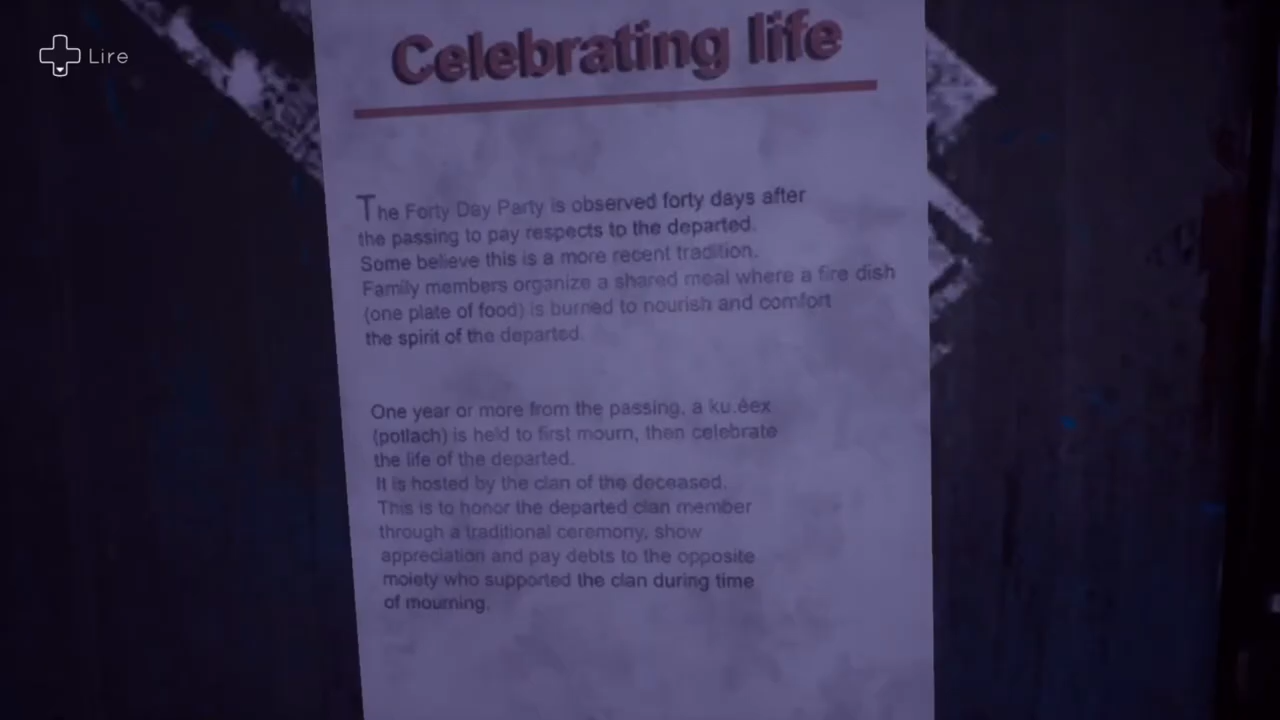 Lire
Celebrating life
The Forty Day Party is observed forty days after
the passing to pay respects to the departed.
Some believe this is a more recent tradition.
Family members organize a shared meal where a fire dish
(one plate of food) is burned to nourish and comfort
the spirit of the departed.
One year or more from the passing, a ku.éex
(potlach) is held to first mourn, then celebrate
the life of the departed.
It is hosted by the clan of the deceased.
This is to honor the departed clan member
through a traditional ceremony, show
appreciation and pay debts to the opposite
moiety who supported the clan during time
of mourning.